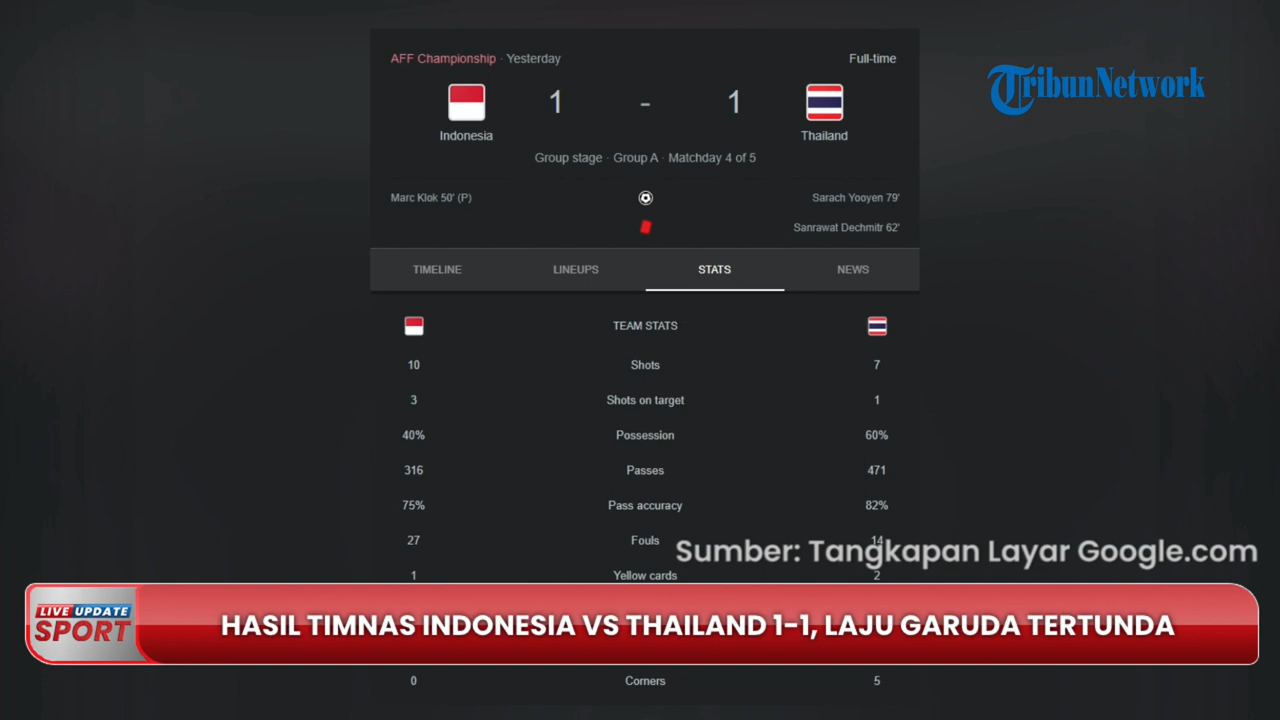 AFF Championship · Yesterday Full-time
TribunNetwork
1 - 1
Indonesia Thailand
Group stage · Group A · Matchday 4 of 5
Marc Klok 50' (P) Sarach Yooyen 79'
Sanrawat Dechmitr 62'
TIMELINE LINEUPS STATS NEWS
TEAM STATS
10 Shots 7
3 Shots on target 1
40% Possession 60%
316 Passes 471
75% Pass accuracy 82%
27 Fouls 14
Sumber: Tangkapan Layar Google.com
1 Yellow cards 2
LIVE UPDATE
SPORT
HASIL TIMNAS INDONESIA VS THAILAND 1-1, LAJU GARUDA TERTUNDA
0 Corners 5